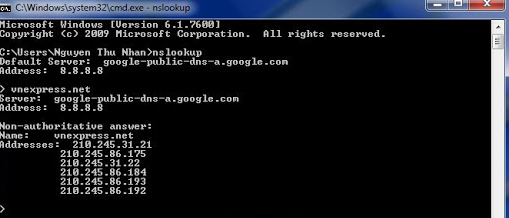 C:\Windows\system32\cmd.exe - nslookup
Microsoft Windows [Version 6.1.7600]
Copyright (c) 2009 Microsoft Corporation.  All rights reserved.
C:\Users\Nguyen Thu Nhan>nslookup
Default Server:  google-public-dns-a.google.com
Address:  8.8.8.8
> vnexpress.net
Server:  google-public-dns-a.google.com
Address:  8.8.8.8
Non-authoritative answer:
Name:    vnexpress.net
Addresses:  210.245.31.21
210.245.86.175
210.245.31.22
210.245.86.184
210.245.86.193
210.245.86.192
>